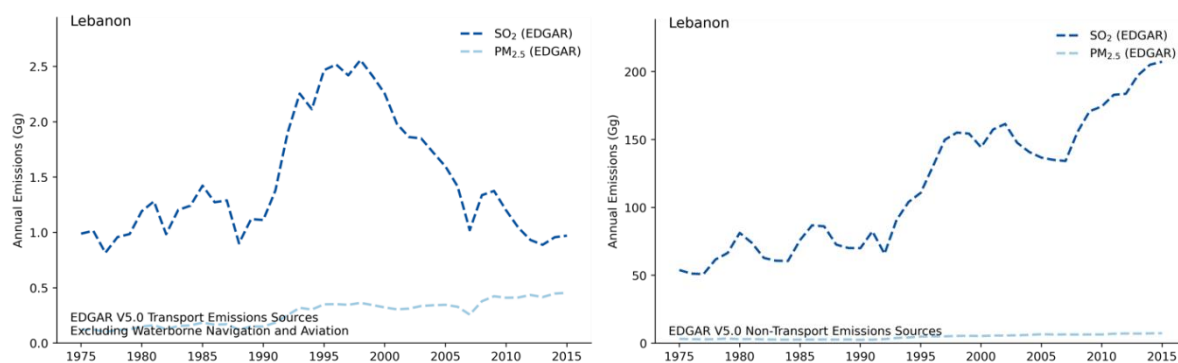 Lebanon
SO₂ (EDGAR)
PM₂.₅ (EDGAR)
Annual Emissions (Gg)
2.5
2.0
1.5
1.0
0.5
0.0
EDGAR V5.0 Transport Emissions Sources
Excluding Waterborne Navigation and Aviation
1975 1980 1985 1990 1995 2000 2005 2010 2015
Lebanon
SO₂ (EDGAR)
PM₂.₅ (EDGAR)
Annual Emissions (Gg)
200
150
100
50
0
EDGAR V5.0 Non-Transport Emissions Sources
1975 1980 1985 1990 1995 2000 2005 2010 2015